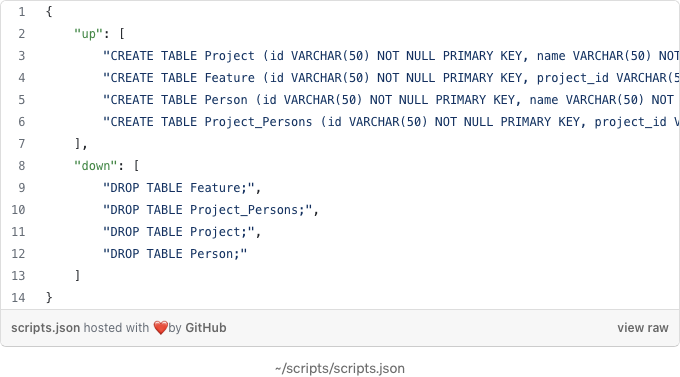 1 {
2 "up": [
3 "CREATE TABLE Project (id VARCHAR(50) NOT NULL PRIMARY KEY, name VARCHAR(50) NOT
4 "CREATE TABLE Feature (id VARCHAR(50) NOT NULL PRIMARY KEY, project_id VARCHAR(5
5 "CREATE TABLE Person (id VARCHAR(50) NOT NULL PRIMARY KEY, name VARCHAR(50) NOT
6 "CREATE TABLE Project_Persons (id VARCHAR(50) NOT NULL PRIMARY KEY, project_id V
7 ],
8 "down": [
9 "DROP TABLE Feature;",
10 "DROP TABLE Project_Persons;",
11 "DROP TABLE Project;",
12 "DROP TABLE Person;"
13 ]
14 }
scripts.json hosted with ❤️by GitHub view raw
~/scripts/scripts.json